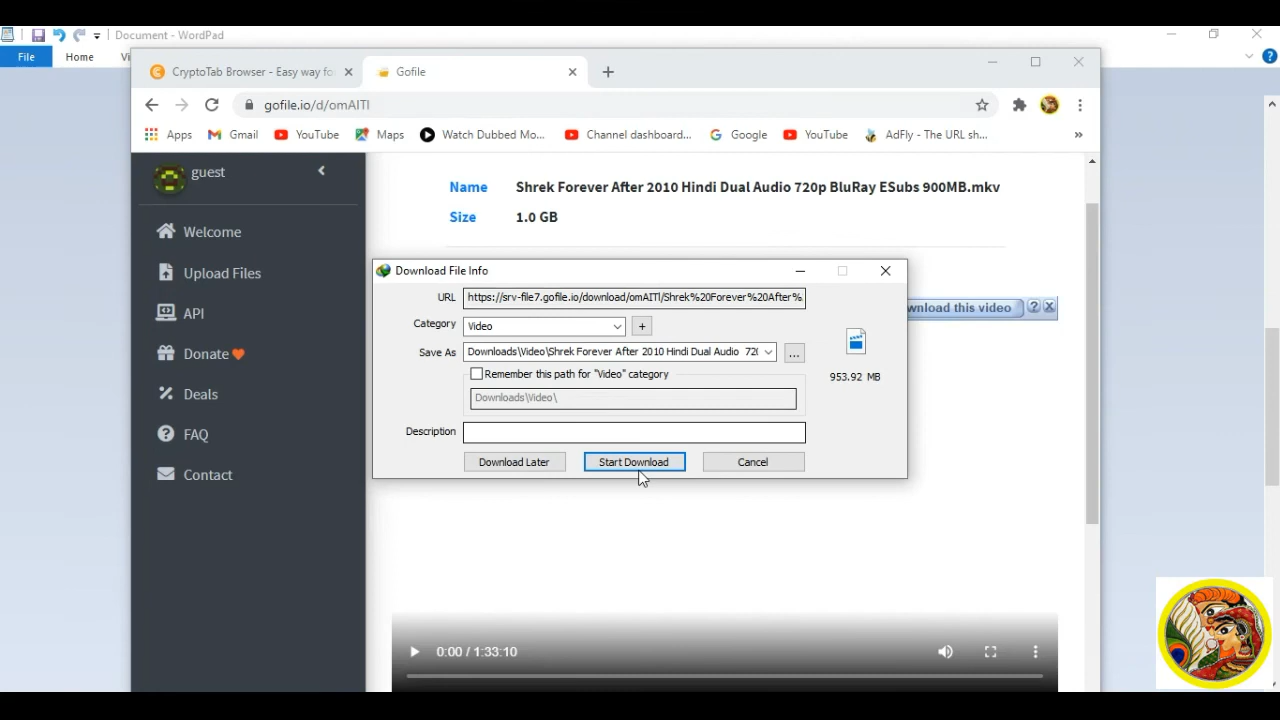 Document - WordPad
File
Home
CryptoTab Browser - Easy way fo
Gofile
gofile.io/d/omAITl
Apps
Gmail
YouTube
Maps
Watch Dubbed Mo...
Channel dashboard...
Google
YouTube
AdFly - The URL sh...
»
guest
Welcome
Upload Files
API
Donate
Deals
FAQ
Contact
Name Shrek Forever After 2010 Hindi Dual Audio 720p BluRay ESubs 900MB.mkv
Size 1.0 GB
wnload this video
Download File Info
URL https://srv-file7.gofile.io/download/omAITl/Shrek%20Forever%20After%
Category Video
+
Save As Downloads\Video\Shrek Forever After 2010 Hindi Dual Audio 720
...
Remember this path for "Video" category
Downloads\Video\
953.92 MB
Description
Download Later
Start Download
Cancel
0:00 / 1:33:10